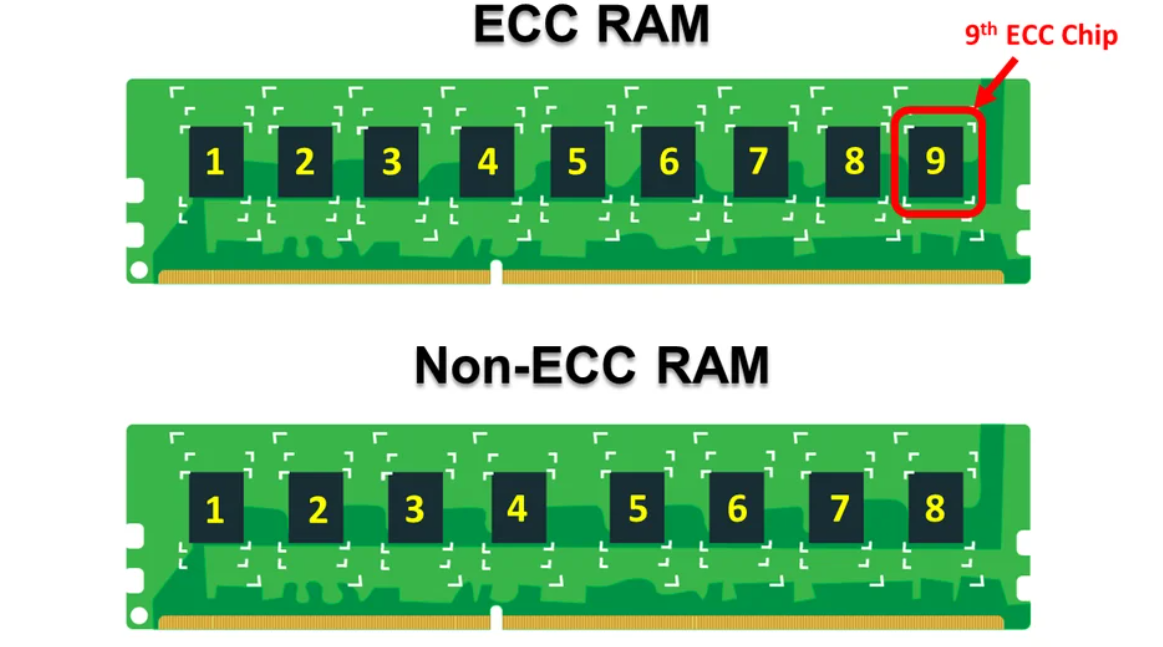 ECC RAM
9th ECC Chip
1 2 3 4 5 6 7 8 9
Non-ECC RAM
1 2 3 4 5 6 7 8